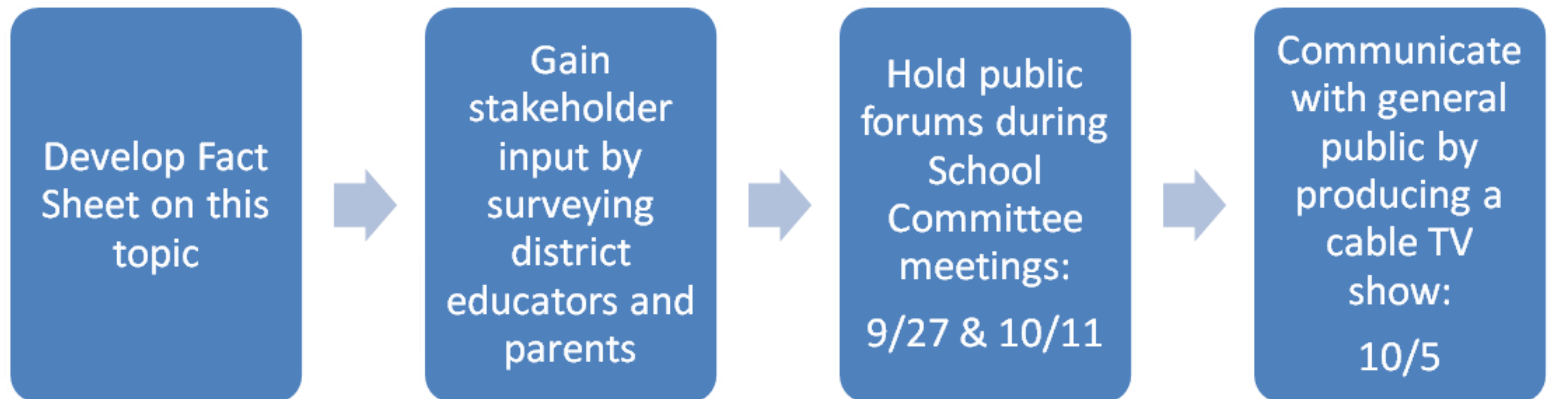 Develop Fact
Sheet on this
topic
Gain
stakeholder
input by
surveying
district
educators and
parents
Hold public
forums during
School
Committee
meetings:
9/27 & 10/11
Communicate
with general
public by
producing a
cable TV
show:
10/5